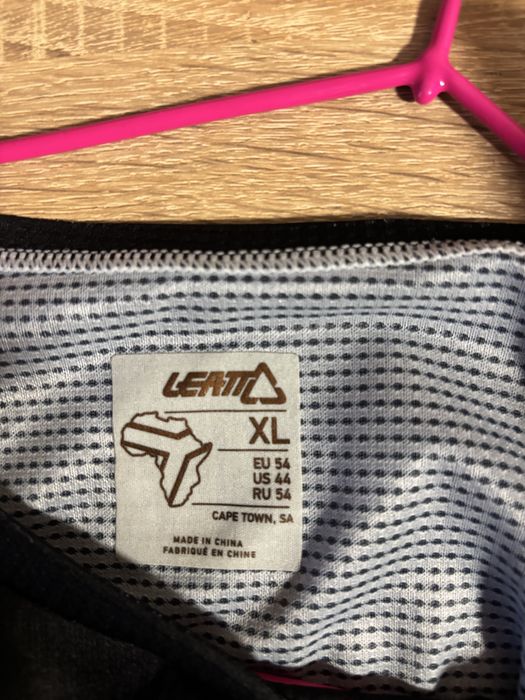 LEATT
XL
EU 54
US 44
RU 54
CAPE TOWN, SA
MADE IN CHINA
FABRIQUÉ EN CHINE